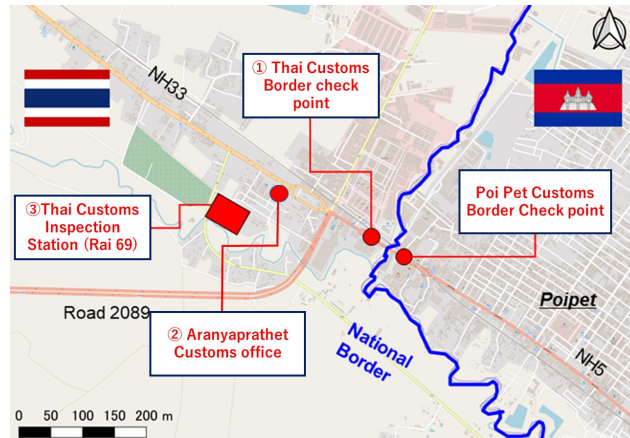 ① Thai Customs
Border check
point
NH33
Poi Pet Customs
Border Check point
③Thai Customs
Inspection
Station (Rai 69)
Poipet
Road 2089
② Aranyaprathet
Customs office
National
Border
NH5
0 50 100 150 200 m